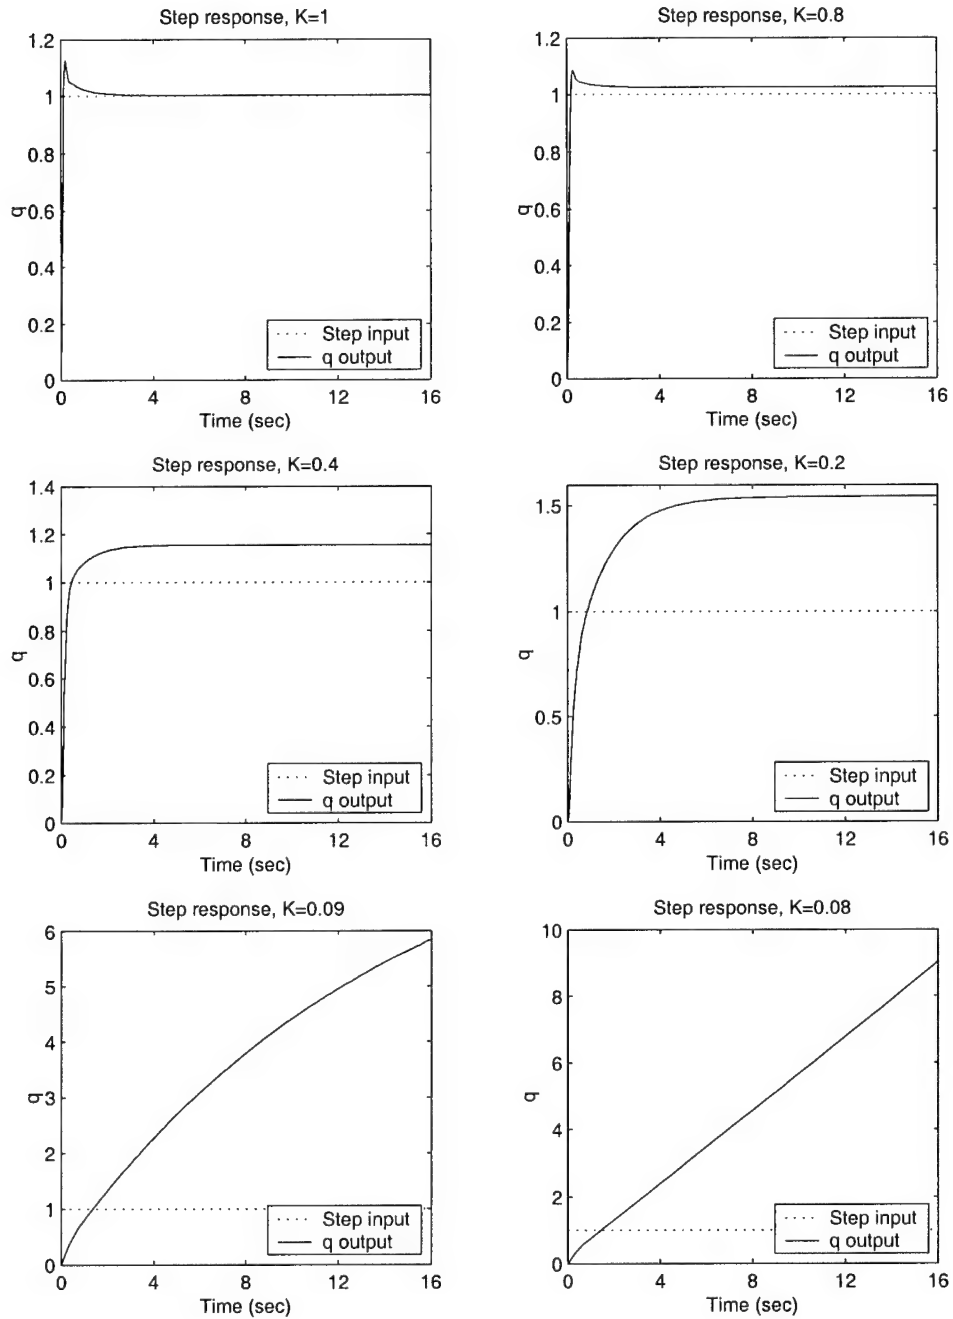 Step response, K=1
1.2
1
0.8
q 0.6
0.4
0.2
0
Step input
q output
0 4 8 12 16
Time (sec)
Step response, K=0.8
1.2
1
0.8
q 0.6
0.4
0.2
0
Step input
q output
0 4 8 12 16
Time (sec)
Step response, K=0.4
1.4
1.2
1
0.8
q
0.6
0.4
0.2
0
Step input
q output
0 4 8 12 16
Time (sec)
Step response, K=0.2
1.5
1
q
0.5
0
Step input
q output
0 4 8 12 16
Time (sec)
Step response, K=0.09
6
5
4
q 3
2
1
0
Step input
q output
0 4 8 12 16
Time (sec)
Step response, K=0.08
10
8
6
q
4
2
0
Step input
q output
0 4 8 12 16
Time (sec)